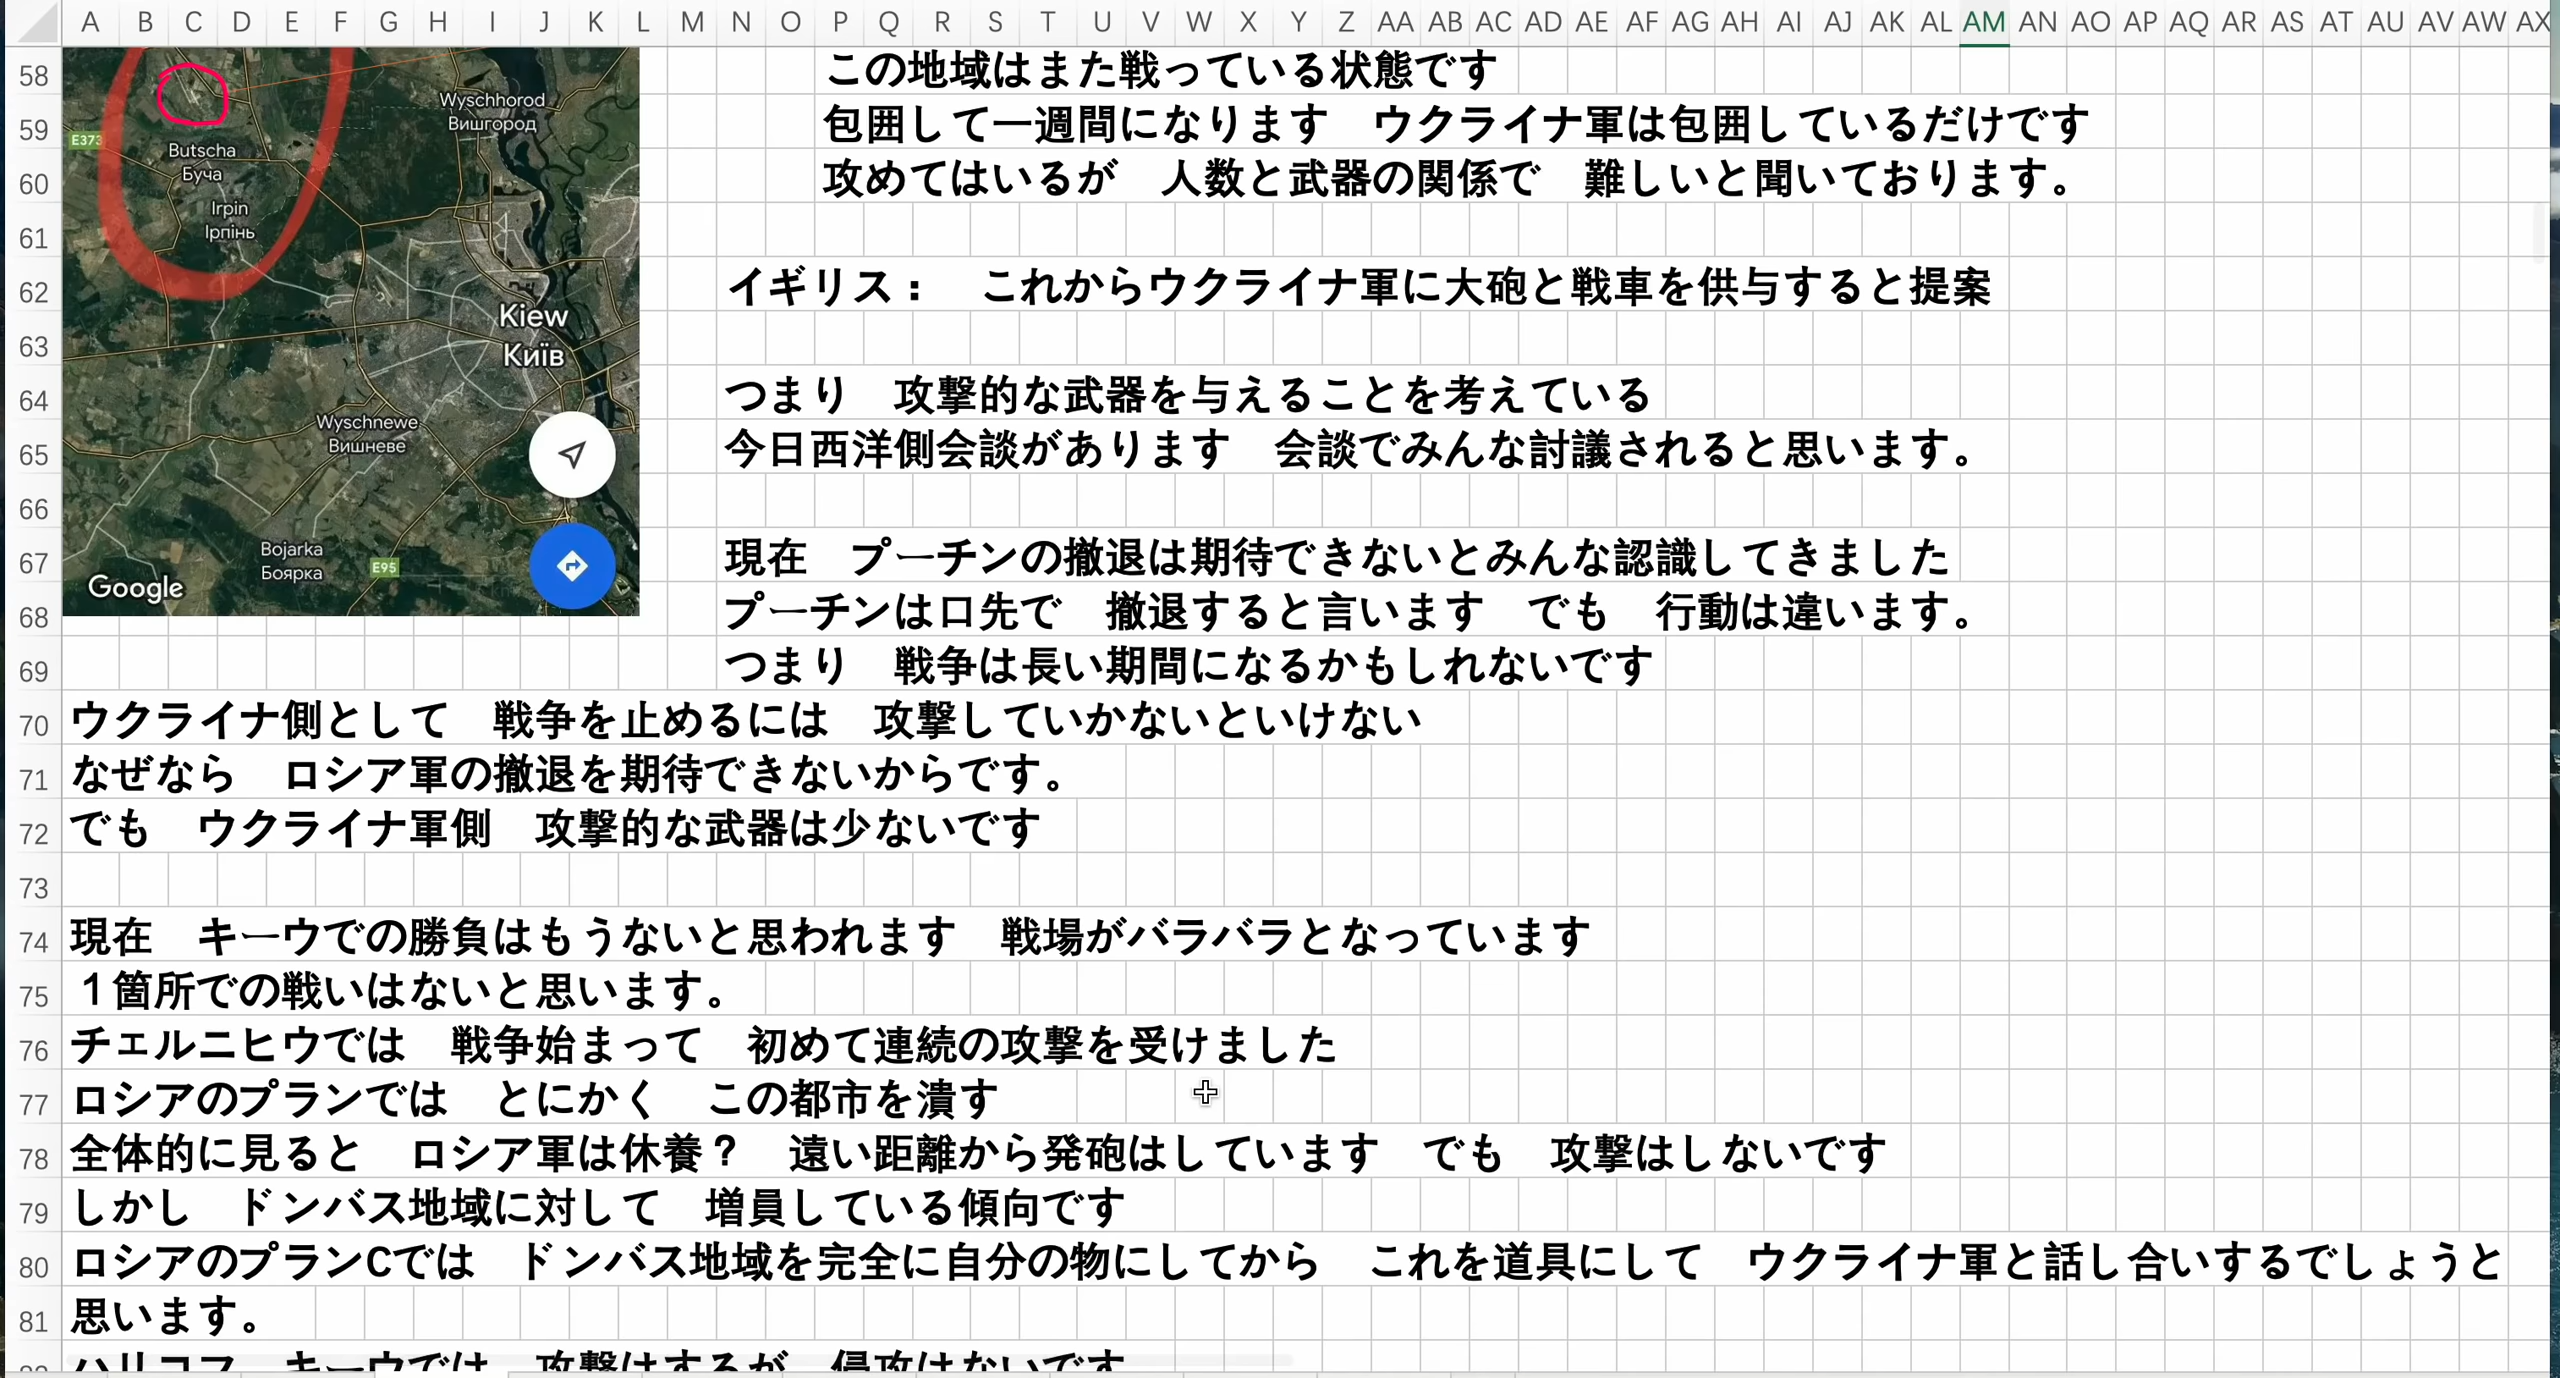 A B C D E F G H I J K L M N O P Q R S T U V W X Y Z AA AB AC AD AE AF AG AH AI AJ AK AL AM AN AO AP AQ AR AS AT AU AV AW AX
58 この地域はまた戦っている状態です
59 包囲して一週間になります　ウクライナ軍は包囲しているだけです
60 攻めてはいるが　人数と武器の関係で　難しいと聞いております。
61
62 イギリス：　これからウクライナ軍に大砲と戦車を供与すると提案
63
64 つまり　攻撃的な武器を与えることを考えている
65 今日西洋側会談があります　会談でみんな討議されると思います。
66
67 現在　プーチンの撤退は期待できないとみんな認識してきました
68 プーチンは口先で　撤退すると言います　でも　行動は違います。
69 つまり　戦争は長い期間になるかもしれないです
70 ウクライナ側として　戦争を止めるには　攻撃していかないといけない
71 なぜなら　ロシア軍の撤退を期待できないからです。
72 でも　ウクライナ軍側　攻撃的な武器は少ないです
73
74 現在　キーウでの勝負はもうないと思われます　戦場がバラバラとなっています
75 １箇所での戦いはないと思います。
76 チェルニヒウでは　戦争始まって　初めて連続の攻撃を受けました
77 ロシアのプランでは　とにかく　この都市を潰す
78 全体的に見ると　ロシア軍は休養？　遠い距離から発砲はしています　でも　攻撃はしないです
79 しかし　ドンバス地域に対して　増員している傾向です
80 ロシアのプランCでは　ドンバス地域を完全に自分の物にしてから　これを道具にして　ウクライナ軍と話し合いするでしょうと
81 思います。
ハリコフ　キーウでは　攻撃はするが　侵攻はないです
Wyschhorod
Вишгород
E373
Butscha
Буча
Irpin
Ірпінь
Kiew
Київ
Wyschnewe
Вишневе
Bojarka
Боярка
E95
Google